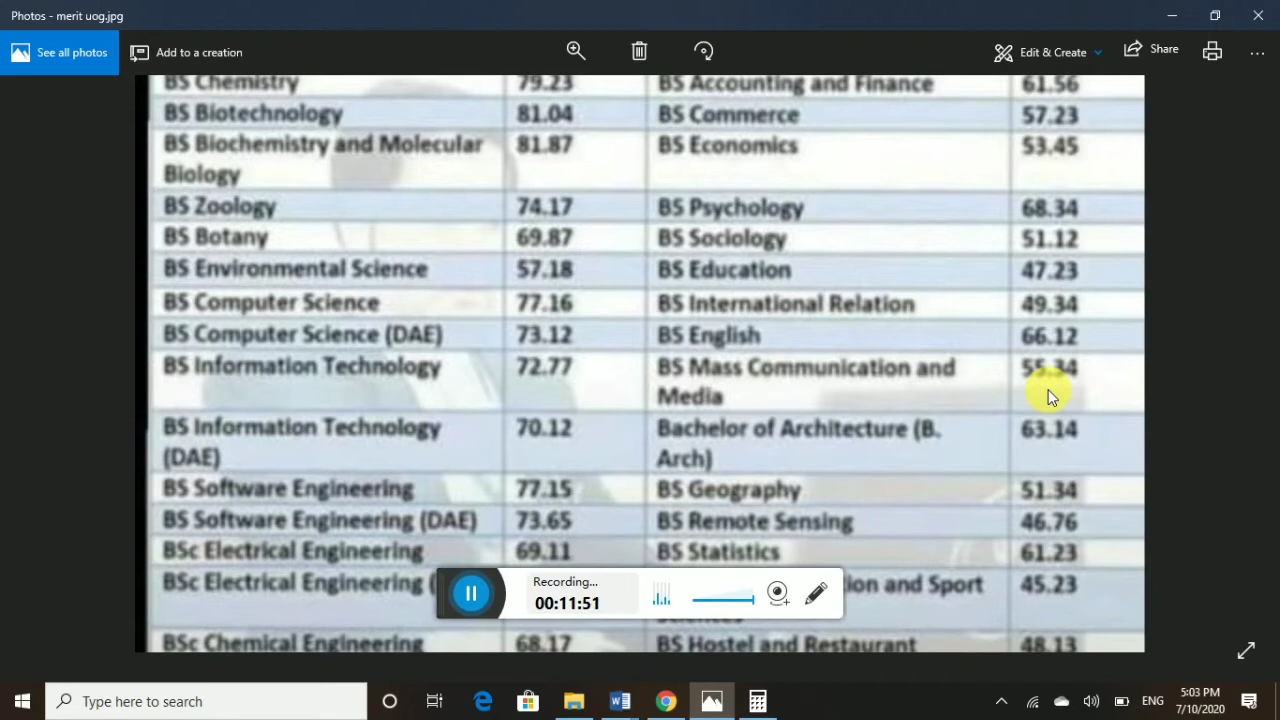 Photos - merit uog.jpg
See all photos
Add to a creation
Edit & Create
Share
BS Chemistry 79.23 BS Accounting and Finance 61.56
BS Biotechnology 81.04 BS Commerce 57.23
BS Biochemistry and Molecular 81.87 BS Economics 53.45
Biology
BS Zoology 74.17 BS Psychology 68.34
BS Botany 69.87 BS Sociology 51.12
BS Environmental Science 57.18 BS Education 47.23
BS Computer Science 77.16 BS International Relation 49.34
BS Computer Science (DAE) 73.12 BS English 66.12
BS Information Technology 72.77 BS Mass Communication and 55.34
Media
BS Information Technology 70.12 Bachelor of Architecture (B. 63.14
(DAE) Arch)
BS Software Engineering 77.15 BS Geography 51.34
BS Software Engineering (DAE) 73.65 BS Remote Sensing 46.76
BSc Electrical Engineering 69.11 BS Statistics 61.23
BSc Electrical Engineering and Sport 45.23
BSc Chemical Engineering 68.17 BS Hostel and Restaurant 48.13
Recording...
00:11:51
Type here to search
ENG
5:03 PM
7/10/2020